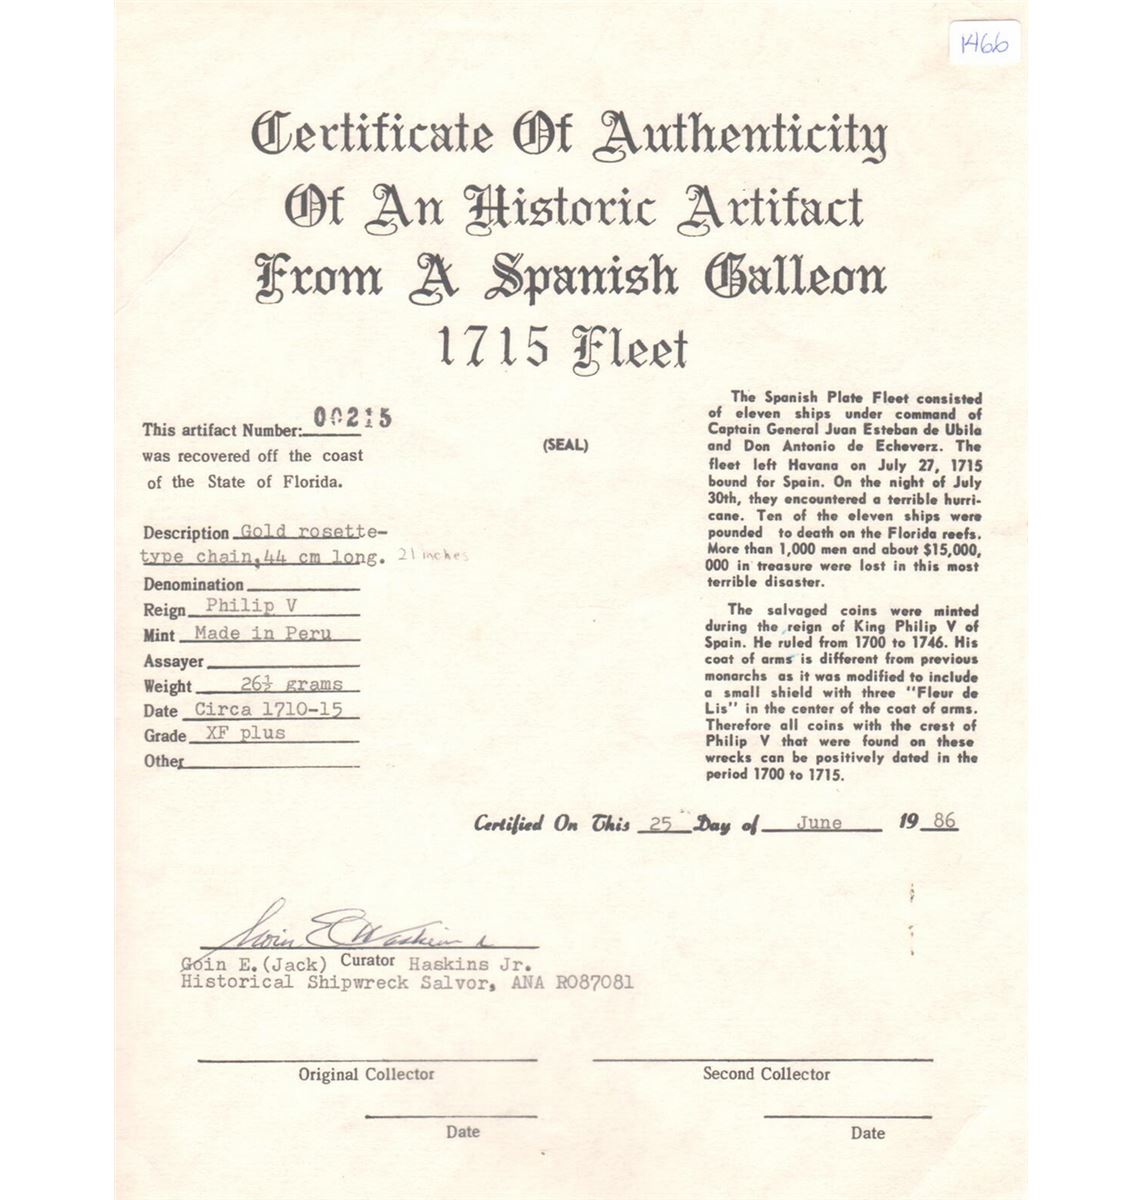 1466
Certificate Of Authenticity
Of An Historic Artifact
From A Spanish Galleon
1715 Fleet
This artifact Number: 00215
was recovered off the coast
of the State of Florida.
Description Gold rosette-
type chain, 44 cm long. 21 inches
Denomination
Reign Philip V
Mint Made in Peru
Assayer
Weight 26½ grams
Date Circa 1710-15
Grade XF plus
Other
(SEAL)
The Spanish Plate Fleet consisted
of eleven ships under command of
Captain General Juan Esteban de Ubila
and Don Antonio de Echeverz. The
fleet left Havana on July 27, 1715
bound for Spain. On the night of July
30th, they encountered a terrible hurri-
cane. Ten of the eleven ships were
pounded to death on the Florida reefs.
More than 1,000 men and about $15,000,
000 in treasure were lost in this most
terrible disaster.
The salvaged coins were minted
during the reign of King Philip V of
Spain. He ruled from 1700 to 1746. His
coat of arms is different from previous
monarchs as it was modified to include
a small shield with three "Fleur de
Lis" in the center of the coat of arms.
Therefore all coins with the crest of
Philip V that were found on these
wrecks can be positively dated in the
period 1700 to 1715.
Certified On This 25 Day of June 19 86
Goin E. Haskins Jr
Goin E. (Jack) Curator Haskins Jr.
Historical Shipwreck Salvor, ANA RO87081
Original Collector
Second Collector
Date
Date